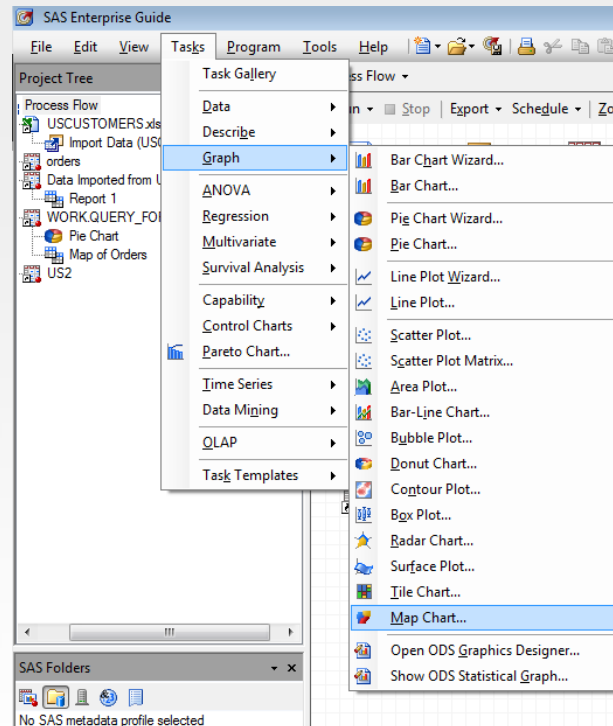 SAS Enterprise Guide
File Edit View Tasks Program Tools Help
Project Tree
Process Flow
USCUSTOMERS.xls
Import Data (US
orders
Data Imported from
Report 1
WORK.QUERY_FO
Pie Chart
Map of Orders
US2
Task Gallery
Data
Describe
Graph
ANOVA
Regression
Multivariate
Survival Analysis
Capability
Control Charts
Pareto Chart...
Time Series
Data Mining
OLAP
Task Templates
ss Flow
Stop Export Schedule Zo
Bar Chart Wizard...
Bar Chart...
Pie Chart Wizard...
Pie Chart...
Line Plot Wizard...
Line Plot...
Scatter Plot...
Scatter Plot Matrix...
Area Plot...
Bar-Line Chart...
Bubble Plot...
Donut Chart...
Contour Plot...
Box Plot...
Radar Chart...
Surface Plot...
Tile Chart...
Map Chart...
Open ODS Graphics Designer...
Show ODS Statistical Graph...
SAS Folders
No SAS metadata profile selected